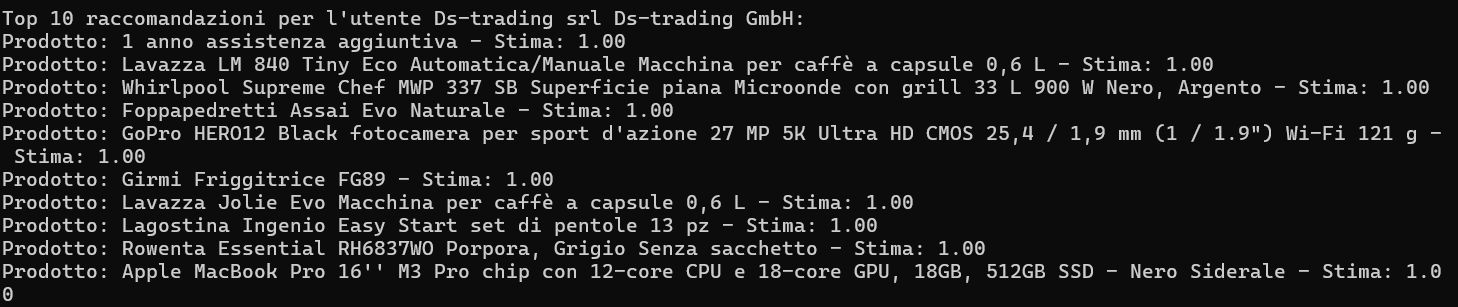 Top 10 raccomandazioni per l'utente Ds-trading srl Ds-trading GmbH:
Prodotto: 1 anno assistenza aggiuntiva - Stima: 1.00
Prodotto: Lavazza LM 840 Tiny Eco Automatica/Manuale Macchina per caffè a capsule 0,6 L - Stima: 1.00
Prodotto: Whirlpool Supreme Chef MWP 337 SB Superficie piana Microonde con grill 33 L 900 W Nero, Argento - Stima: 1.00
Prodotto: Foppapedretti Assai Evo Naturale - Stima: 1.00
Prodotto: GoPro HERO12 Black fotocamera per sport d'azione 27 MP 5K Ultra HD CMOS 25,4 / 1,9 mm (1 / 1.9") Wi-Fi 121 g -
Stima: 1.00
Prodotto: Girmi Friggitrice FG89 - Stima: 1.00
Prodotto: Lavazza Jolie Evo Macchina per caffè a capsule 0,6 L - Stima: 1.00
Prodotto: Lagostina Ingenio Easy Start set di pentole 13 pz - Stima: 1.00
Prodotto: Rowenta Essential RH6837WO Porpora, Grigio Senza sacchetto - Stima: 1.00
Prodotto: Apple MacBook Pro 16'' M3 Pro chip con 12-core CPU e 18-core GPU, 18GB, 512GB SSD - Nero Siderale - Stima: 1.0
0